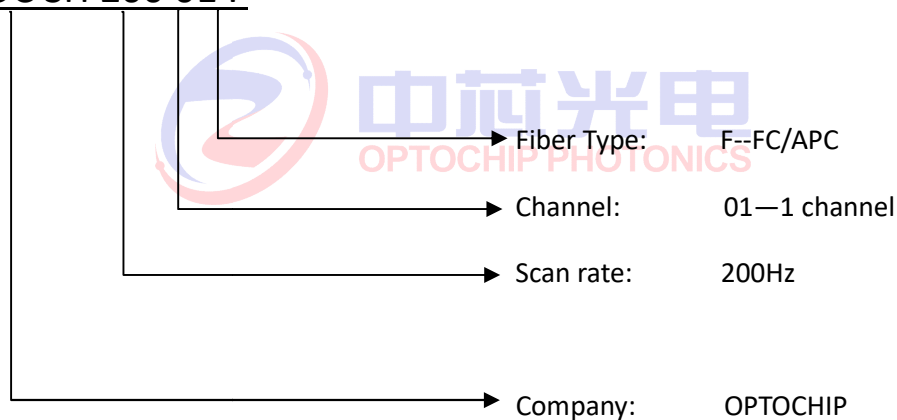 中芯光电
OPTOCHIP PHOTONICS
Fiber Type: F--FC/APC
Channel: 01—1 channel
Scan rate: 200Hz
Company: OPTOCHIP